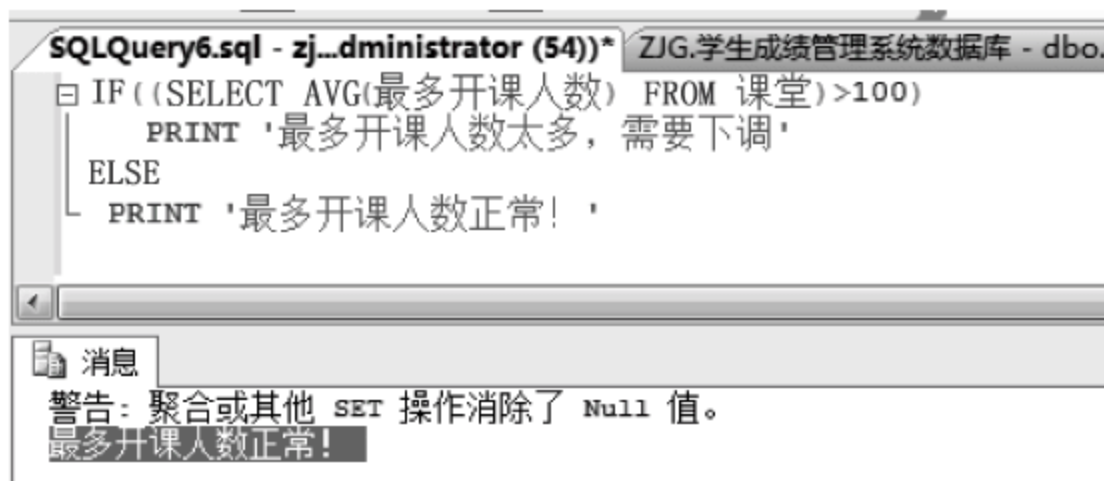 SQLQuery6.sql - zj...dministrator (54))* ZJG.学生成绩管理系统数据库 - dbo.
IF((SELECT AVG(最多开课人数) FROM 课堂)>100)
PRINT '最多开课人数太多，需要下调'
ELSE
PRINT '最多开课人数正常！'
消息
警告: 聚合或其他 SET 操作消除了 Null 值。
最多开课人数正常！